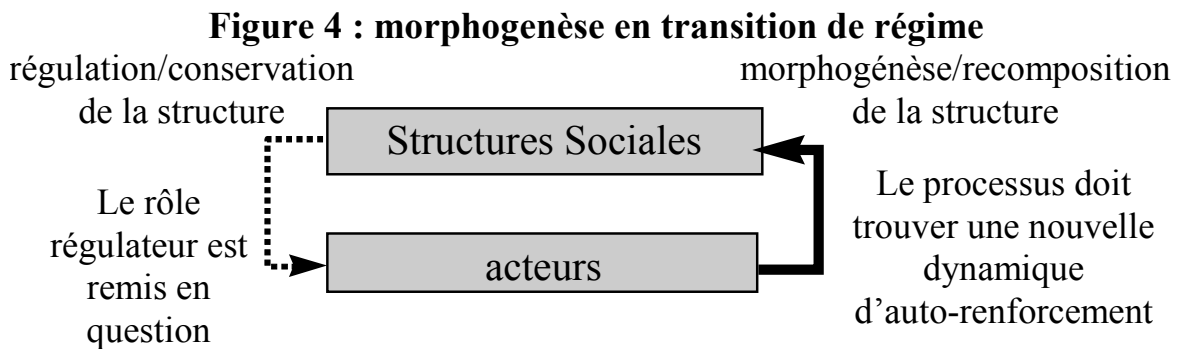 Figure 4 : morphogenèse en transition de régime
régulation/conservation
de la structure
morphogénèse/recomposition
de la structure
Structures Sociales
Le rôle
régulateur est
remis en
question
acteurs
Le processus doit
trouver une nouvelle
dynamique
d’auto-renforcement